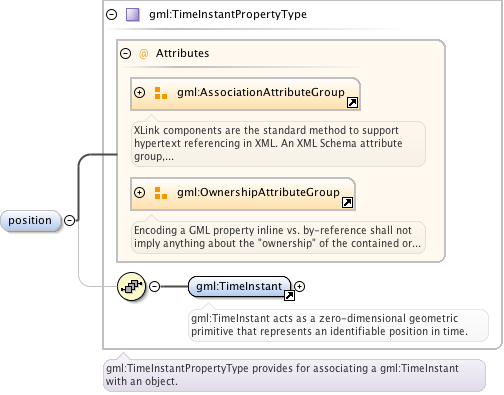 gml:TimeInstantPropertyType
@ Attributes
gml:AssociationAttributeGroup
XLink components are the standard method to support
hypertext referencing in XML. An XML Schema attribute
group,...
gml:OwnershipAttributeGroup
Encoding a GML property inline vs. by-reference shall not
imply anything about the "ownership" of the contained or...
position
gml:TimeInstant
gml:TimeInstant acts as a zero-dimensional geometric
primitive that represents an identifiable position in time.
gml:TimeInstantPropertyType provides for associating a gml:TimeInstant
with an object.